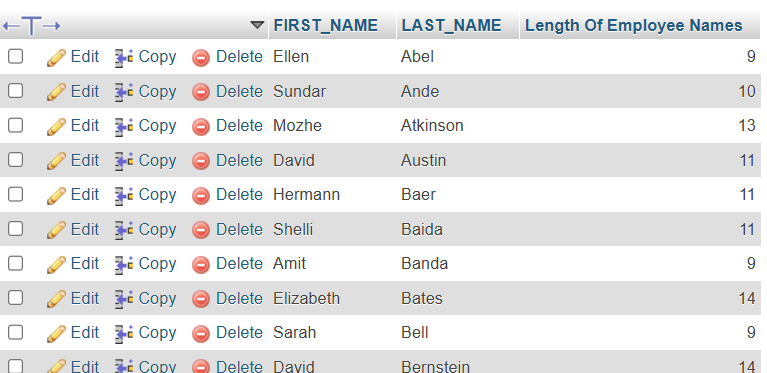 FIRST_NAME LAST_NAME Length Of Employee Names
Edit Copy Delete Ellen Abel 9
Edit Copy Delete Sundar Ande 10
Edit Copy Delete Mozhe Atkinson 13
Edit Copy Delete David Austin 11
Edit Copy Delete Hermann Baer 11
Edit Copy Delete Shelli Baida 11
Edit Copy Delete Amit Banda 9
Edit Copy Delete Elizabeth Bates 14
Edit Copy Delete Sarah Bell 9
Edit Copy Delete David Bernstein 14